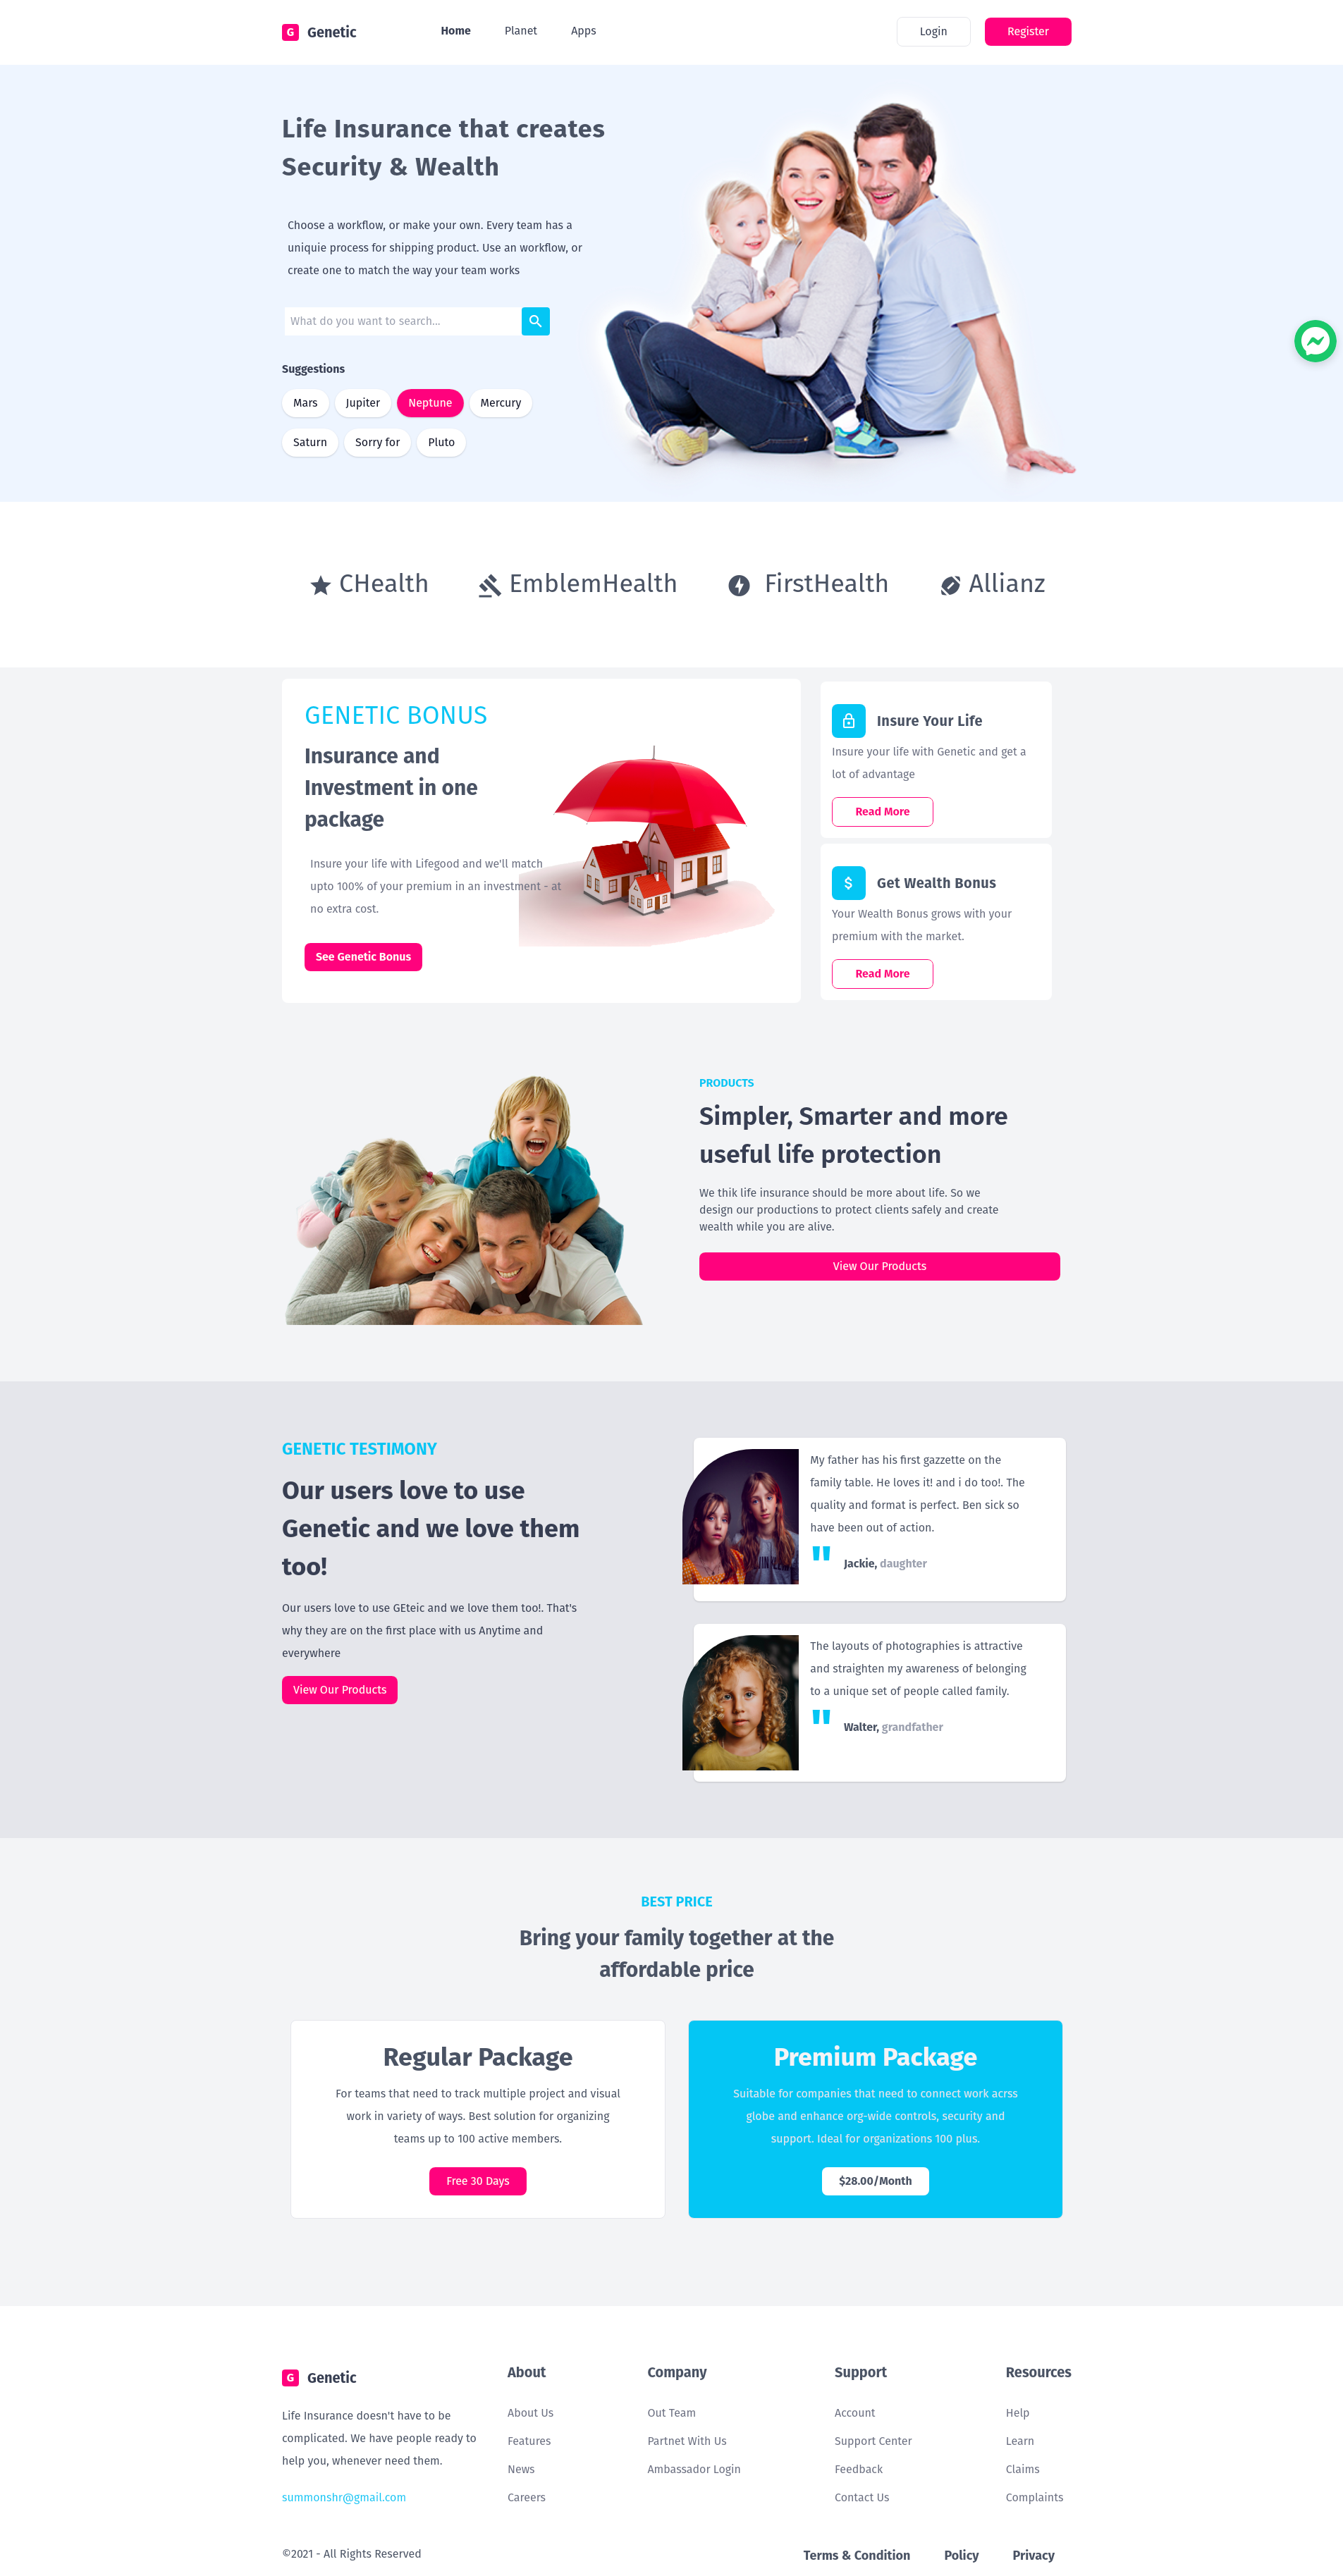 G Genetic Home Planet Apps Login Register
Life Insurance that creates
Security & Wealth
Choose a workflow, or make your own. Every team has a
uniquie process for shipping product. Use an workflow, or
create one to match the way your team works
What do you want to search...
Suggestions
Mars Jupiter Neptune Mercury
Saturn Sorry for Pluto
CHealth EmblemHealth FirstHealth Allianz
GENETIC BONUS
Insurance and
Investment in one
package
Insure your life with Lifegood and we'll match
upto 100% of your premium in an investment - at
no extra cost.
See Genetic Bonus
Insure Your Life
Insure your life with Genetic and get a
lot of advantage
Read More
Get Wealth Bonus
Your Wealth Bonus grows with your
premium with the market.
Read More
PRODUCTS
Simpler, Smarter and more
useful life protection
We thik life insurance should be more about life. So we
design our productions to protect clients safely and create
wealth while you are alive.
View Our Products
GENETIC TESTIMONY
Our users love to use
Genetic and we love them
too!
Our users love to use GEteic and we love them too!. That's
why they are on the first place with us Anytime and
everywhere
View Our Products
My father has his first gazzette on the
family table. He loves it! and i do too!. The
quality and format is perfect. Ben sick so
have been out of action.
" Jackie, daughter
The layouts of photographies is attractive
and straighten my awareness of belonging
to a unique set of people called family.
" Walter, grandfather
BEST PRICE
Bring your family together at the
affordable price
Regular Package
For teams that need to track multiple project and visual
work in variety of ways. Best solution for organizing
teams up to 100 active members.
Free 30 Days
Premium Package
Suitable for companies that need to connect work acrss
globe and enhance org-wide controls, security and
support. Ideal for organizations 100 plus.
$28.00/Month
G Genetic
Life Insurance doesn't have to be
complicated. We have people ready to
help you, whenever need them.
summonshr@gmail.com
About
About Us
Features
News
Careers
Company
Out Team
Partnet With Us
Ambassador Login
Support
Account
Support Center
Feedback
Contact Us
Resources
Help
Learn
Claims
Complaints
©2021 - All Rights Reserved
Terms & Condition Policy Privacy